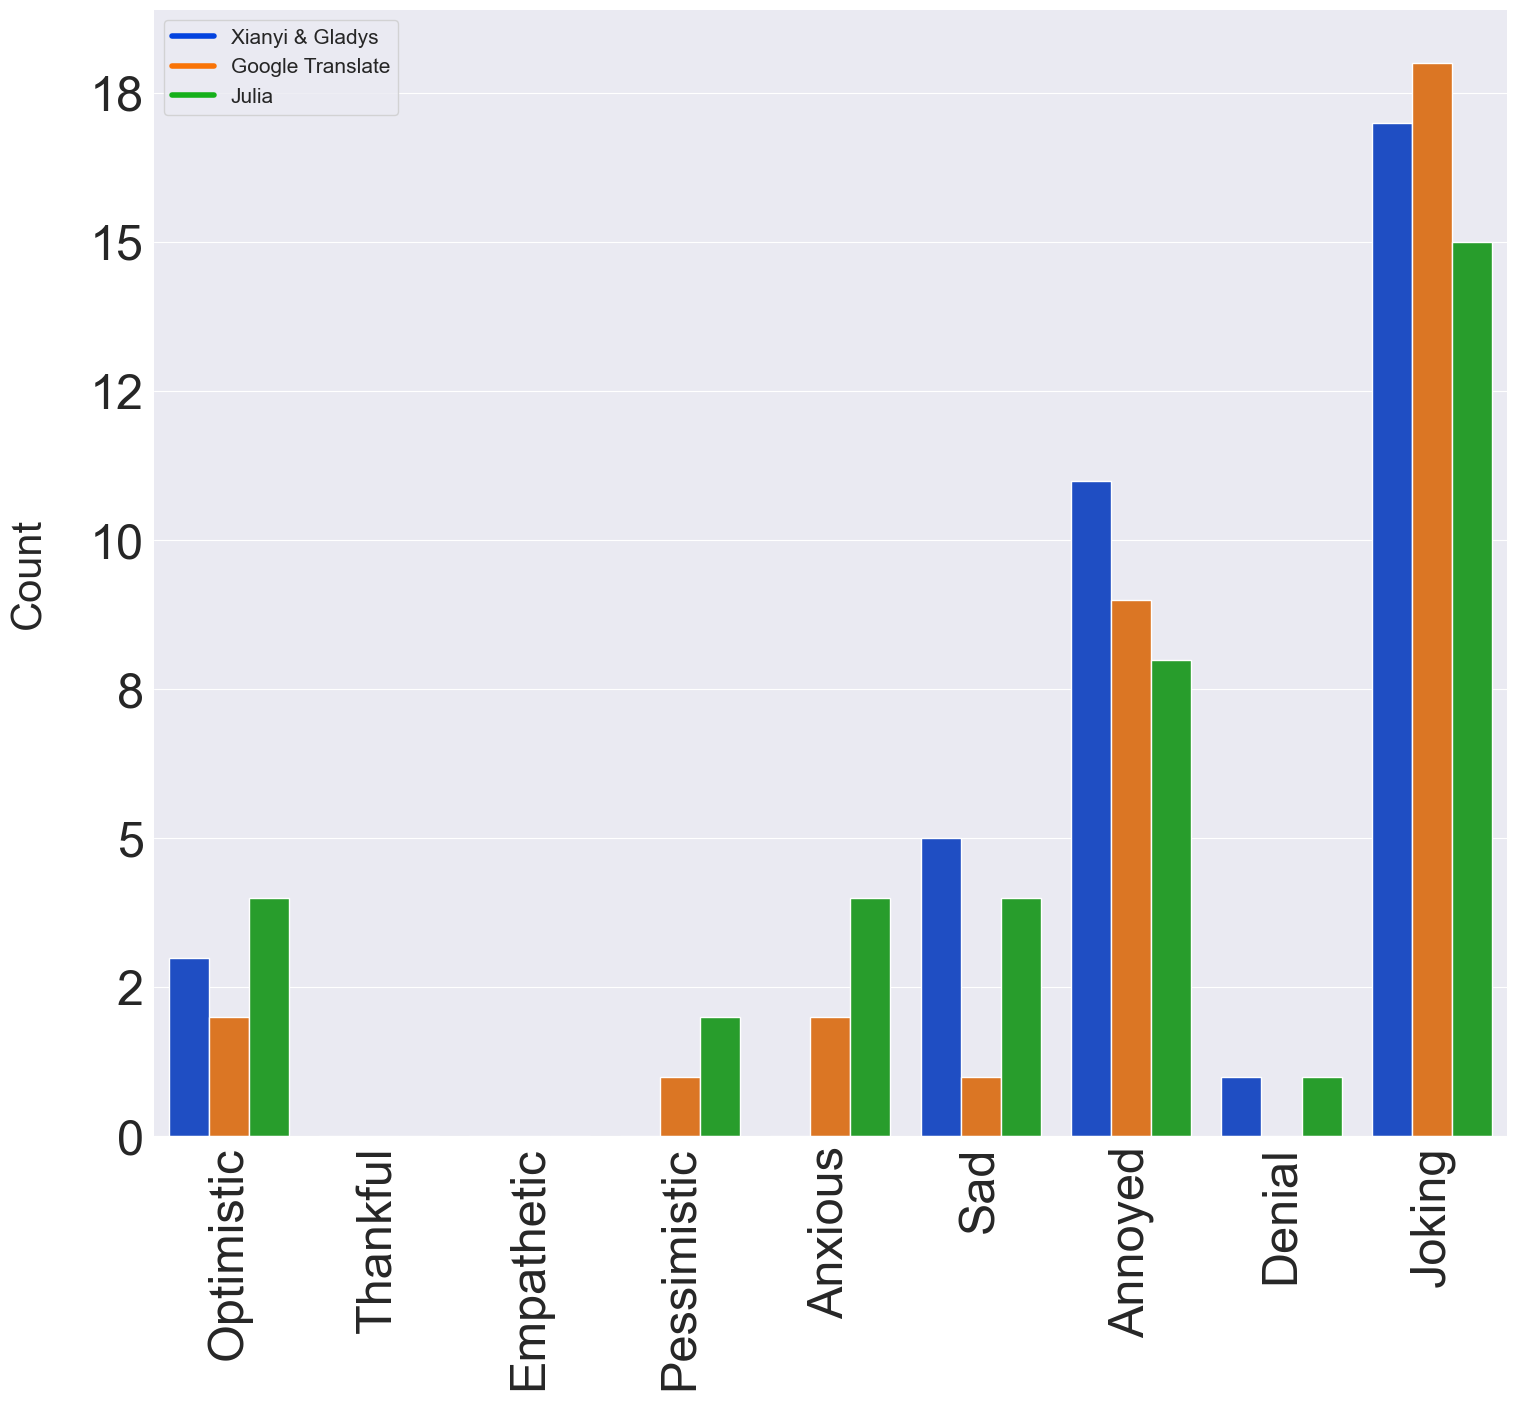 Xianyi & Gladys
Google Translate
Julia
18
15
12
10
8
5
2
0
Count
Optimistic
Thankful
Empathetic
Pessimistic
Anxious
Sad
Annoyed
Denial
Joking